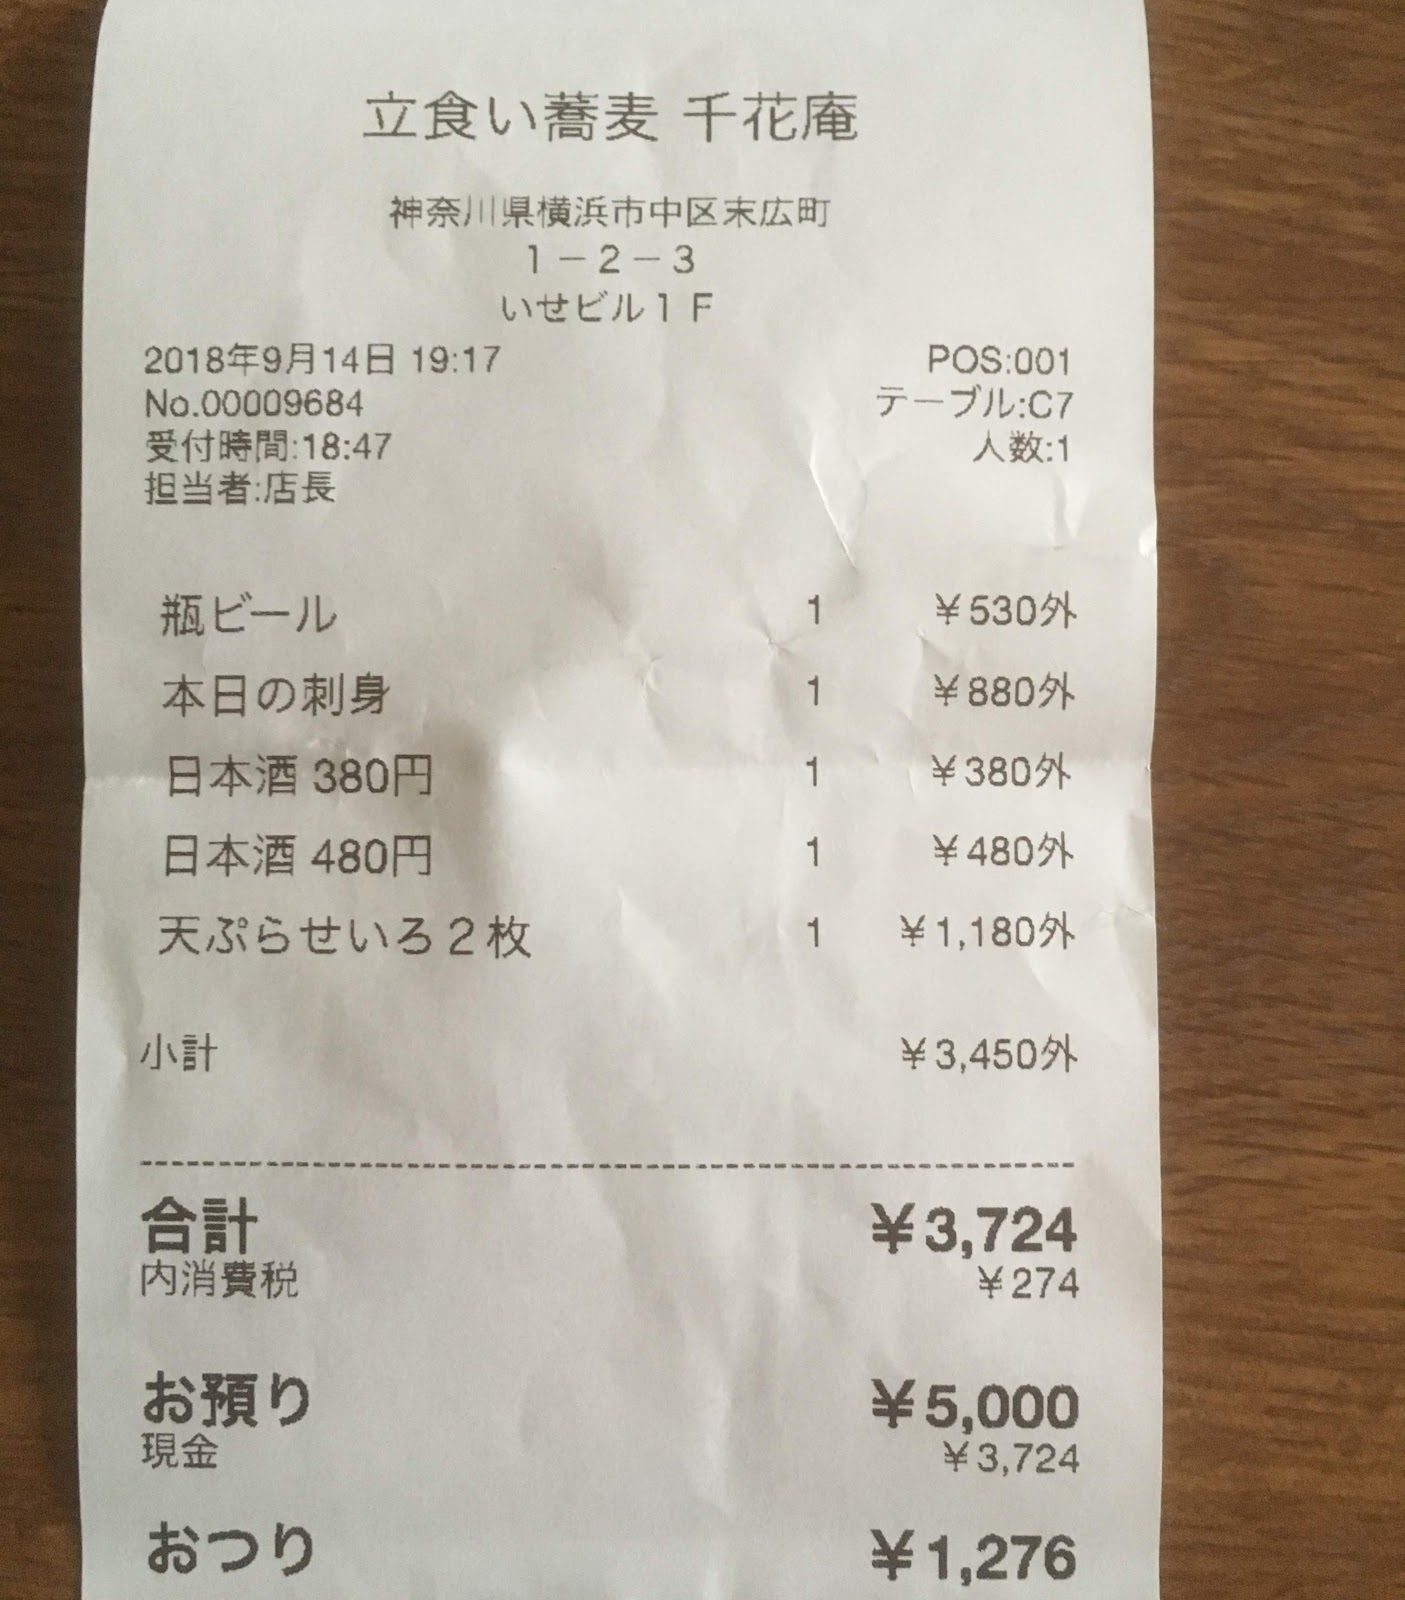 立食い蕎麦 千花庵
神奈川県横浜市中区末広町
１－２－３
いせビル１Ｆ
2018年9月14日 19:17 POS:001
No.00009684 テーブル:C7
受付時間:18:47 人数:1
担当者:店長
瓶ビール 1 ¥530外
本日の刺身 1 ¥880外
日本酒 380円 1 ¥380外
日本酒 480円 1 ¥480外
天ぷらせいろ２枚 1 ¥1,180外
小計 ¥3,450外
合計 ¥3,724
内消費税 ¥274
お預り ¥5,000
現金 ¥3,724
おつり ¥1,276